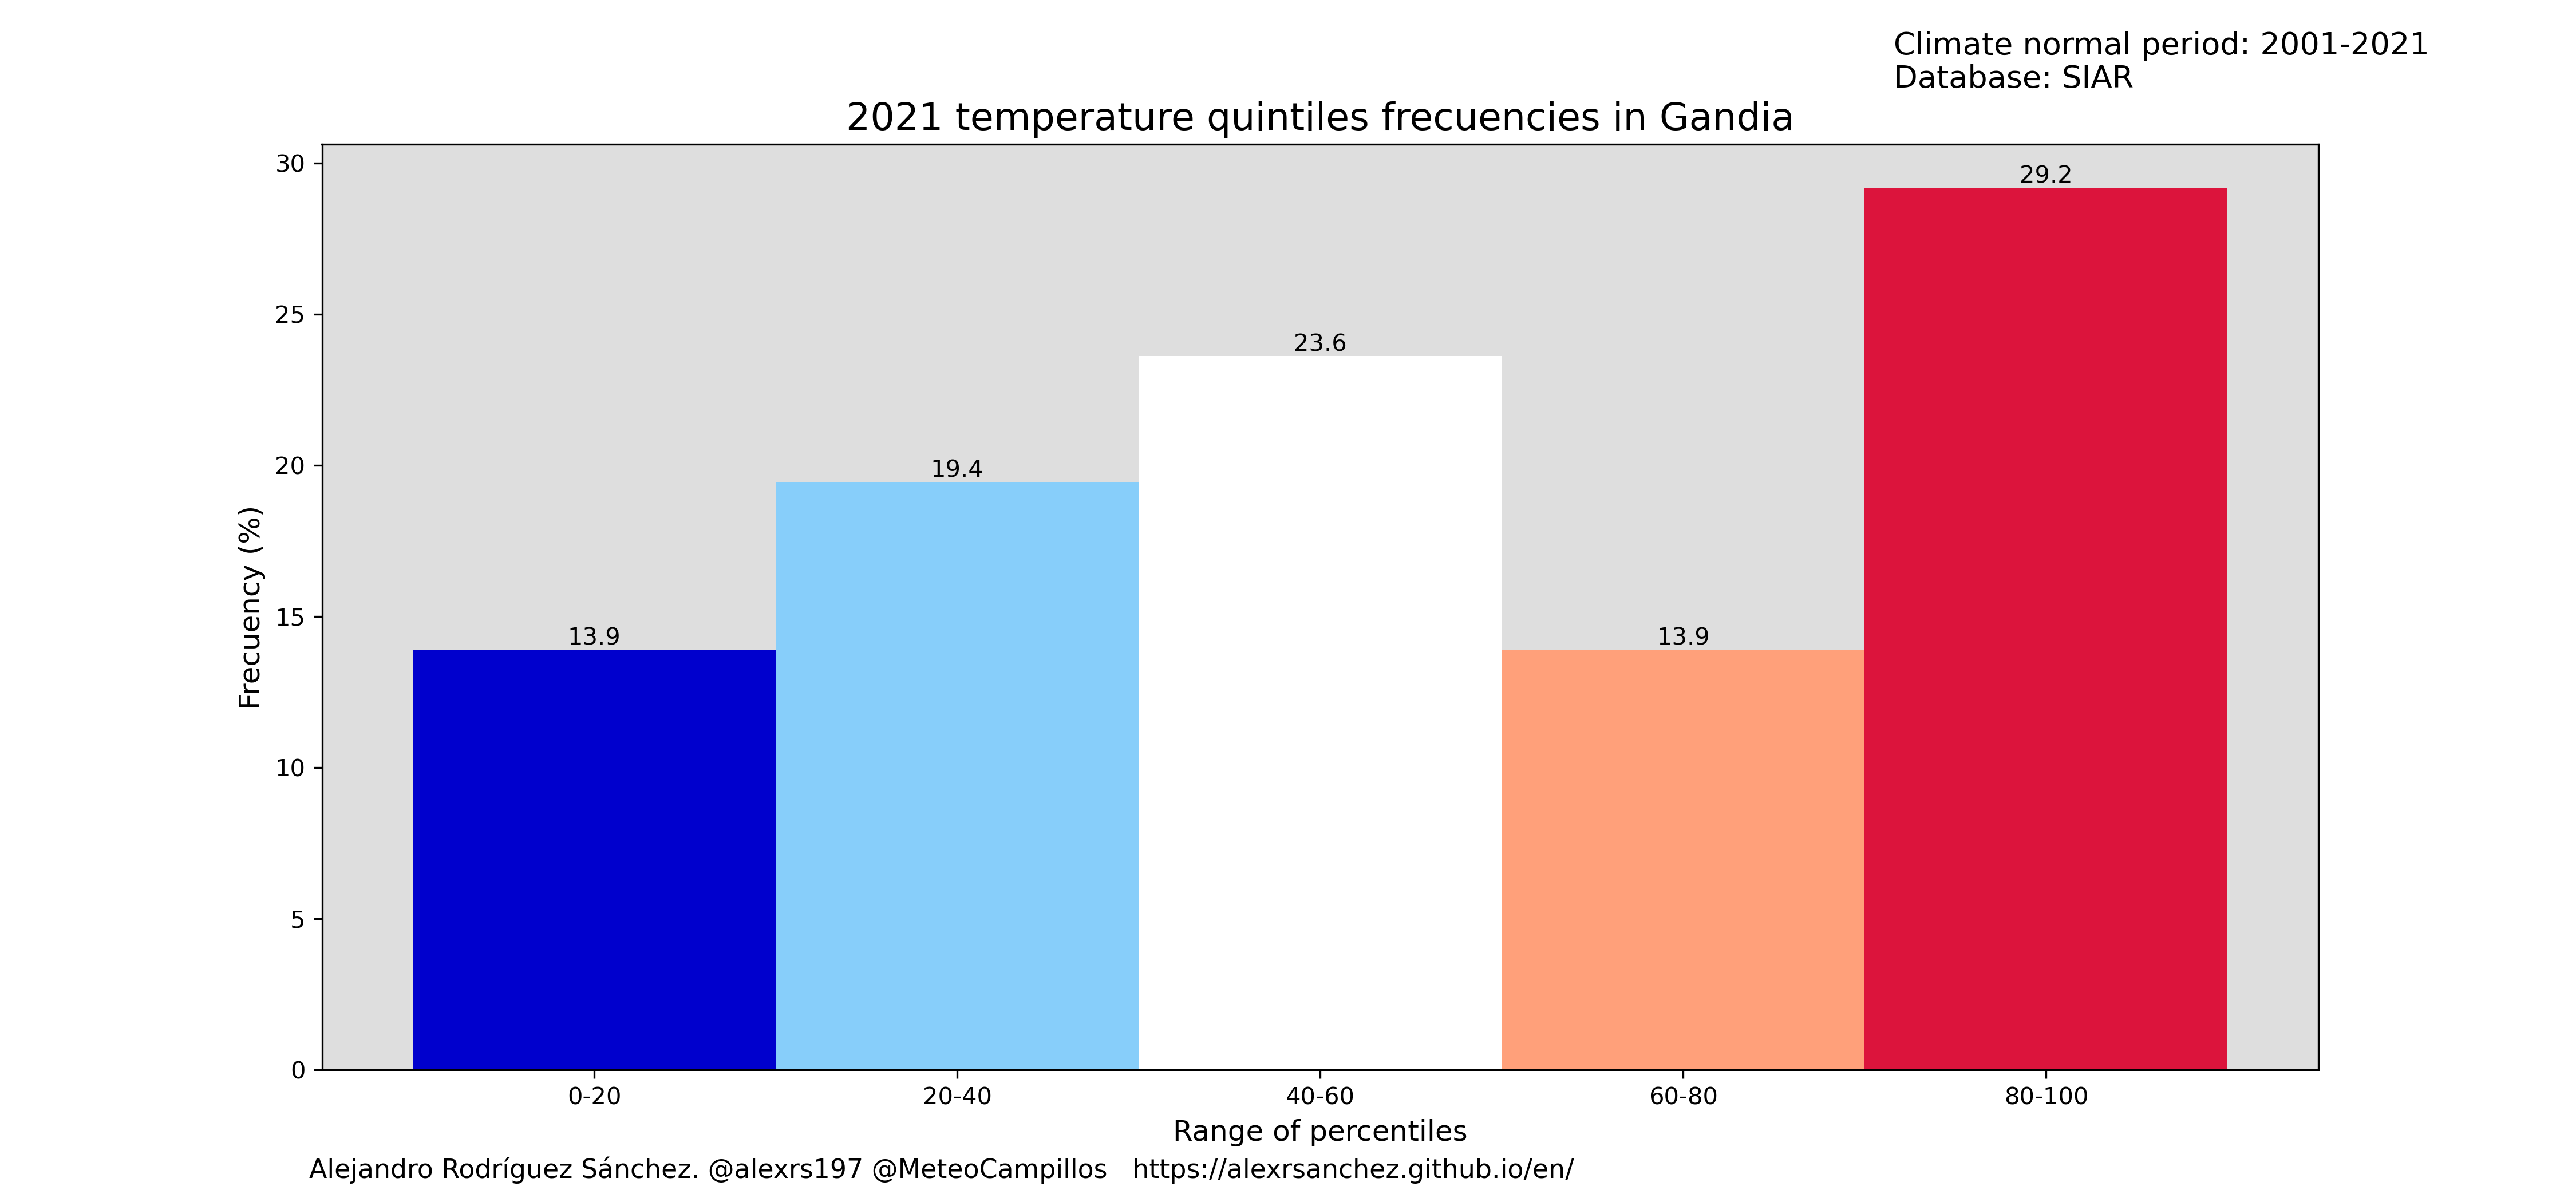 Climate normal period: 2001-2021
Database: SIAR
2021 temperature quintiles frecuencies in Gandia
30
25
20
15
10
5
0
Frecuency (%)
13.9
19.4
23.6
13.9
29.2
0-20
20-40
40-60
60-80
80-100
Range of percentiles
Alejandro Rodríguez Sánchez. @alexrs197 @MeteoCampillos   https://alexrsanchez.github.io/en/